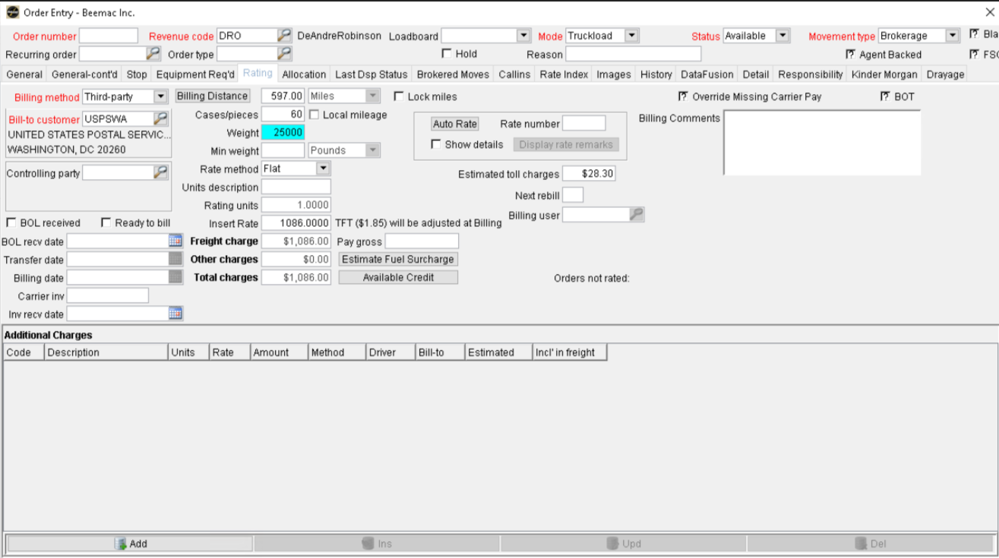 Order Entry - Beemac Inc.
Order number Revenue code DRO DeAndreRobinson Loadboard Mode Truckload Status Available Movement type Brokerage Bla
Recurring order Order type Hold Reason Agent Backed FSC
General General-cont'd Stop Equipment Req'd Rating Allocation Last Dsp Status Brokered Moves Callins Rate Index Images History DataFusion Detail Responsibility Kinder Morgan Drayage
Billing method Third-party Billing Distance 597.00 Miles Lock miles Override Missing Carrier Pay BOT
Bill-to customer USPSWA Cases/pieces 60 Local mileage Auto Rate Rate number Billing Comments
UNITED STATES POSTAL SERVIC... Weight 25000
WASHINGTON, DC 20260 Min weight Pounds Show details Display rate remarks
Controlling party Rate method Flat Estimated toll charges $28.30
Units description Next rebill
Rating units 1.0000 Billing user
BOL received Ready to bill Insert Rate 1086.0000 TFT ($1.85) will be adjusted at Billing
BOL recv date Freight charge $1,086.00 Pay gross
Transfer date Other charges $0.00 Estimate Fuel Surcharge
Billing date Total charges $1,086.00 Available Credit Orders not rated:
Carrier inv
Inv recv date
Additional Charges
Code Description Units Rate Amount Method Driver Bill-to Estimated Incl' in freight
Add Ins Upd Del